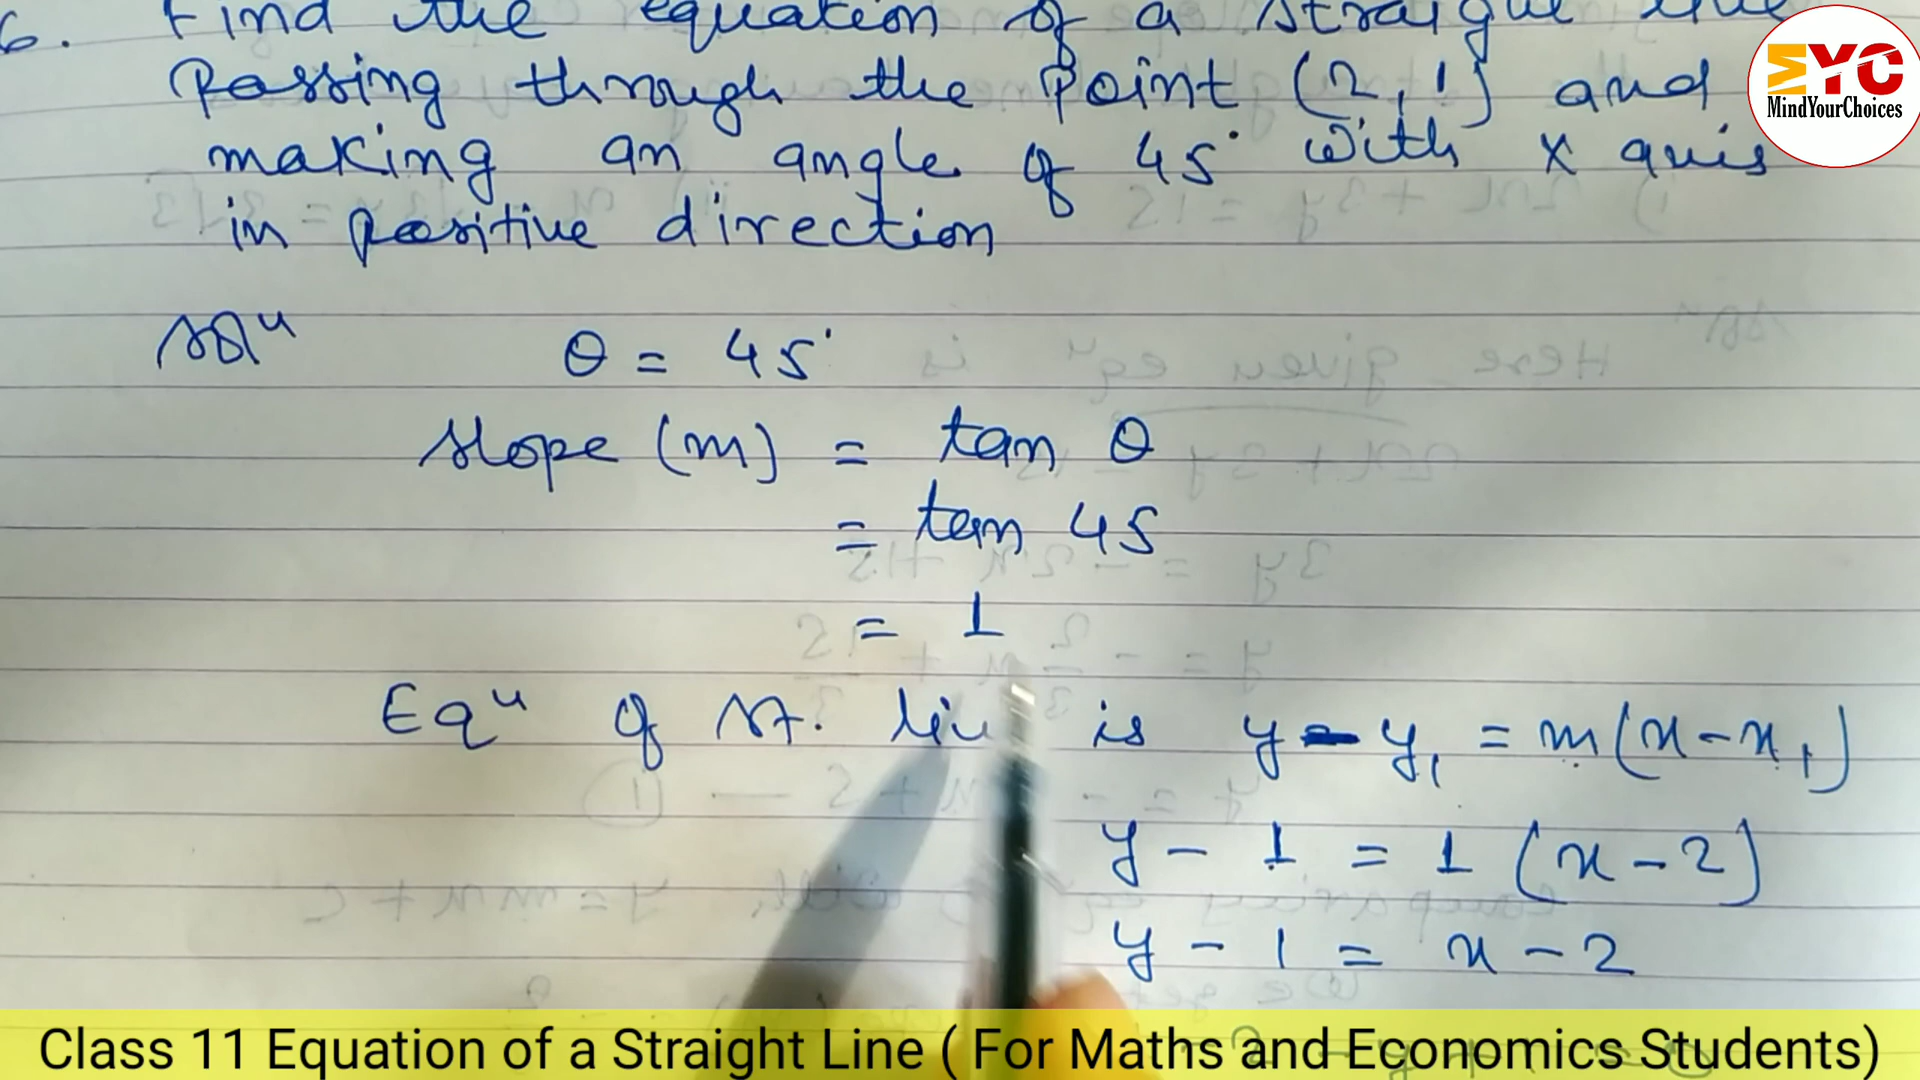 6. Find the equation of a straight line
Passing through the Point (2,1) and
making an angle of 45° with x axis
in positive direction
Solⁿ θ = 45°
slope (m) = tan θ
= tan 45
= 1
Eqⁿ of st. line is y - y₁ = m(x - x₁)
y - 1 = 1 (x - 2)
y - 1 = x - 2
MYC
MindYourChoices
Class 11 Equation of a Straight Line ( For Maths and Economics Students)